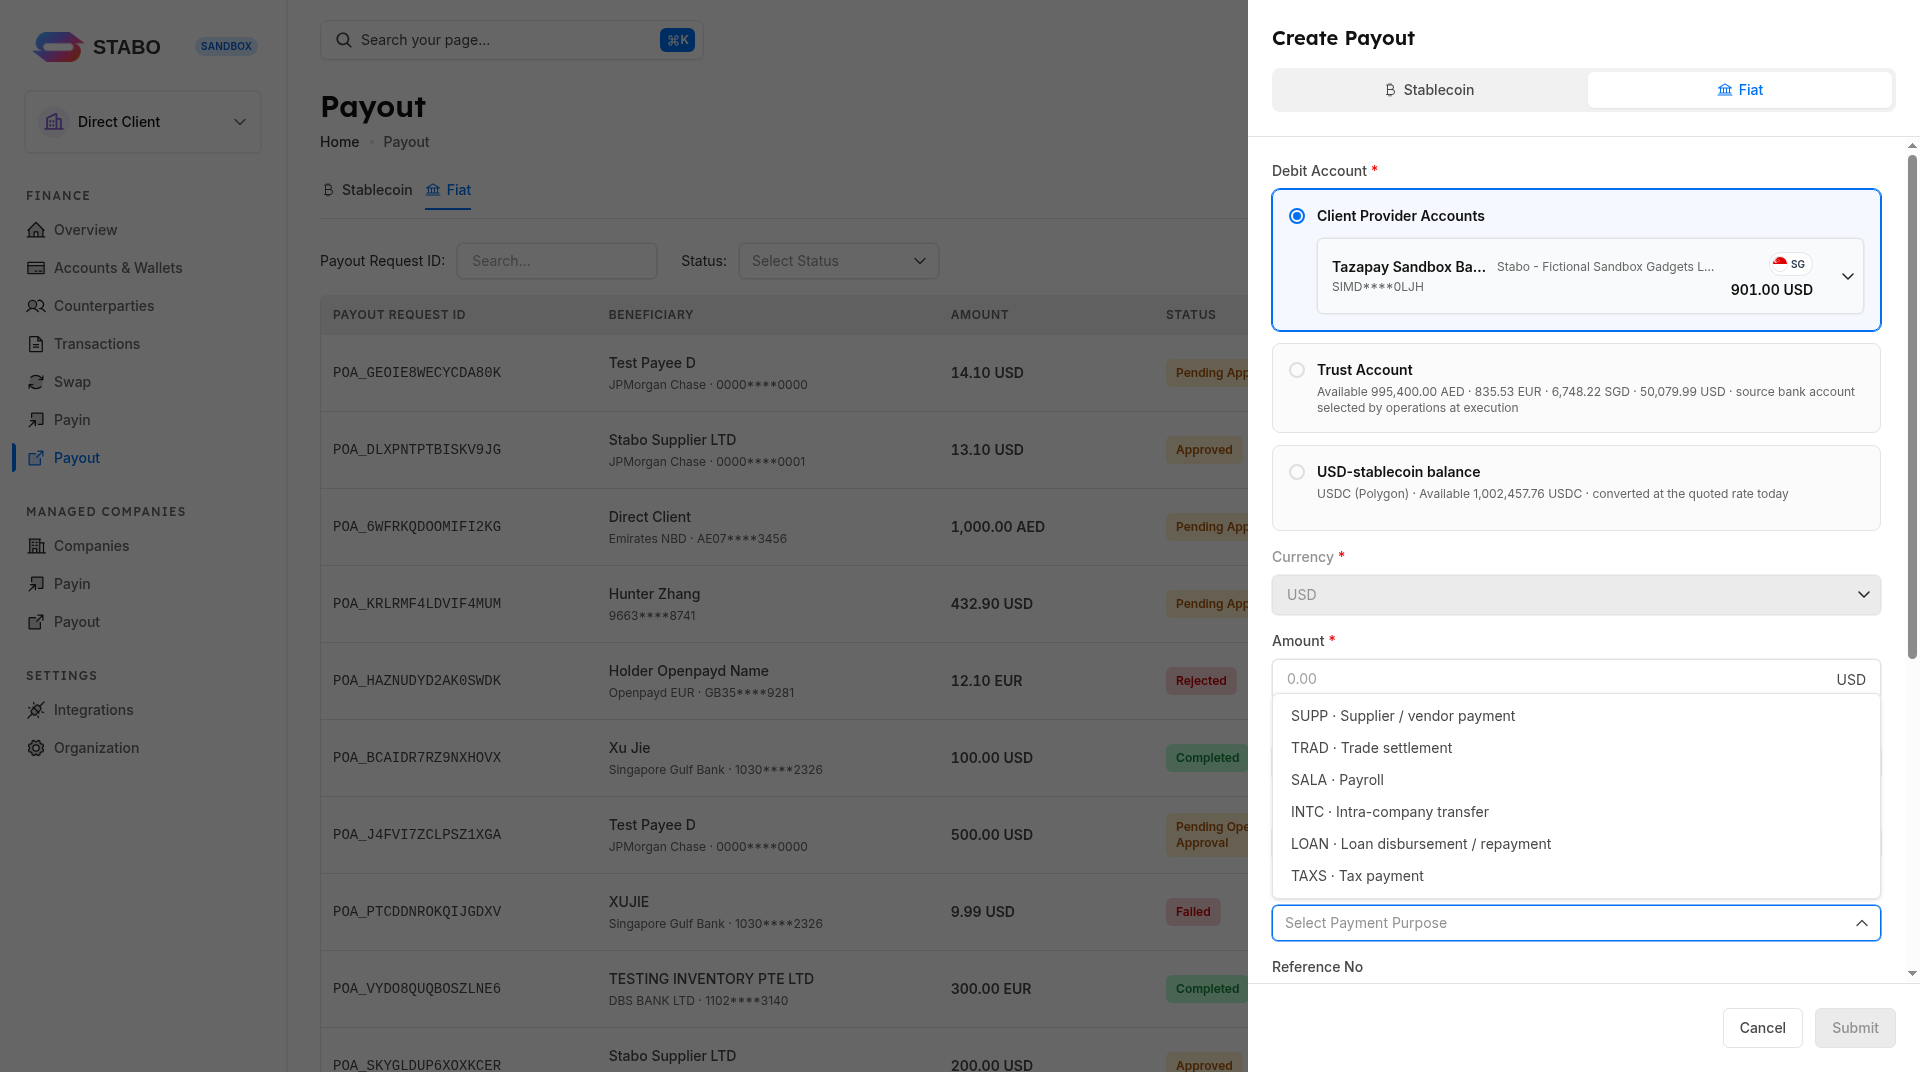 STABO
SANDBOX
Direct Client
FINANCE
Overview
Accounts & Wallets
Counterparties
Transactions
Swap
Payin
Payout
MANAGED COMPANIES
Companies
Payin
Payout
SETTINGS
Integrations
Organization
Search your page...
⌘K
Payout
Home • Payout
Stablecoin
Fiat
Payout Request ID:
Search...
Status:
Select Status
PAYOUT REQUEST ID BENEFICIARY AMOUNT STATUS
POA_GEOIE8WECYCDA80K
Test Payee D
JPMorgan Chase · 0000****0000
14.10 USD
Pending App
POA_DLXPNTPTBISKV9JG
Stabo Supplier LTD
JPMorgan Chase · 0000****0001
13.10 USD
Approved
POA_6WFRKQDOOMIFI2KG
Direct Client
Emirates NBD · AE07****3456
1,000.00 AED
Pending App
POA_KRLRMF4LDVIF4MUM
Hunter Zhang
9663****8741
432.90 USD
Pending App
POA_HAZNUDYD2AK0SWDK
Holder Openpayd Name
Openpayd EUR · GB35****9281
12.10 EUR
Rejected
POA_BCAIDR7RZ9NXHOVX
Xu Jie
Singapore Gulf Bank · 1030****2326
100.00 USD
Completed
POA_J4FVI7ZCLPSZ1XGA
Test Payee D
JPMorgan Chase · 0000****0000
500.00 USD
Pending Ope
Approval
POA_PTCDDNROKQIJGDXV
XUJIE
Singapore Gulf Bank · 1030****2326
9.99 USD
Failed
POA_VYDO8QUQBOSZLNE6
TESTING INVENTORY PTE LTD
DBS BANK LTD · 1102****3140
300.00 EUR
Completed
POA_SKYGLDUP6XOXKCER
Stabo Supplier LTD
200.00 USD
Approved
Create Payout
Stablecoin
Fiat
Debit Account *
Client Provider Accounts
Tazapay Sandbox Ba...
Stabo - Fictional Sandbox Gadgets L...
SIMD****0LJH
SG
901.00 USD
Trust Account
Available 995,400.00 AED · 835.53 EUR · 6,748.22 SGD · 50,079.99 USD · source bank account
selected by operations at execution
USD-stablecoin balance
USDC (Polygon) · Available 1,002,457.76 USDC · converted at the quoted rate today
Currency *
USD
Amount *
0.00
USD
SUPP · Supplier / vendor payment
TRAD · Trade settlement
SALA · Payroll
INTC · Intra-company transfer
LOAN · Loan disbursement / repayment
TAXS · Tax payment
Select Payment Purpose
Reference No
Cancel
Submit